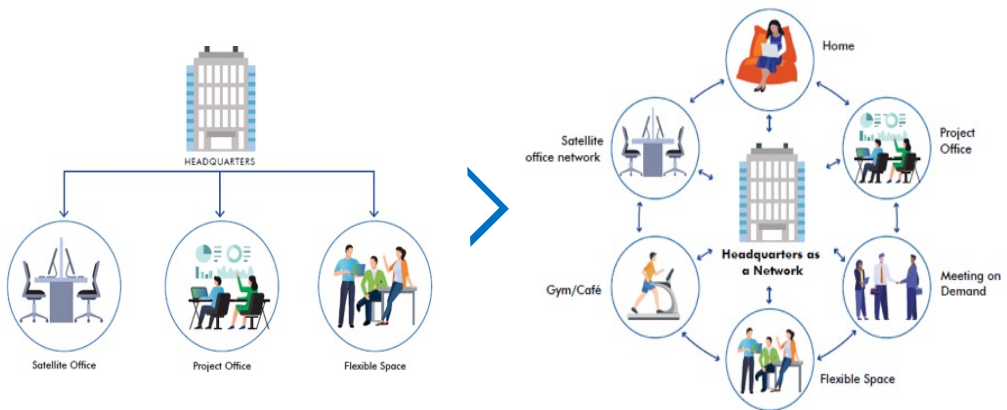 HEADQUARTERS
Satellite Office
Project Office
Flexible Space
Home
Satellite
office network
Project
Office
Headquarters as
a Network
Gym/Café
Meeting on
Demand
Flexible Space